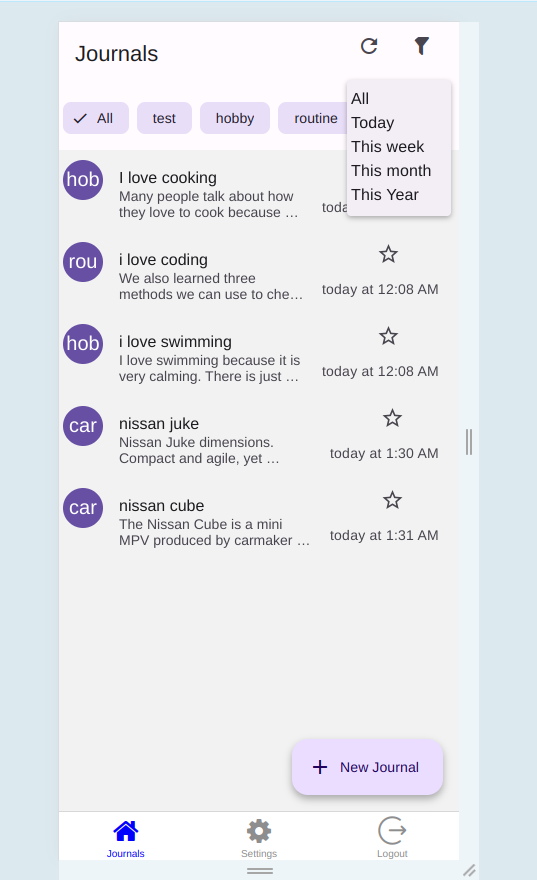 Journals
All
Today
This week
This month
This Year
All
test
hobby
routine
hob
I love cooking
Many people talk about how
they love to cook because …
rou
i love coding
We also learned three
methods we can use to che…
today at 12:08 AM
hob
i love swimming
I love swimming because it is
very calming. There is just …
today at 12:08 AM
car
nissan juke
Nissan Juke dimensions.
Compact and agile, yet …
today at 1:30 AM
car
nissan cube
The Nissan Cube is a mini
MPV produced by carmaker …
today at 1:31 AM
New Journal
Journals
Settings
Logout